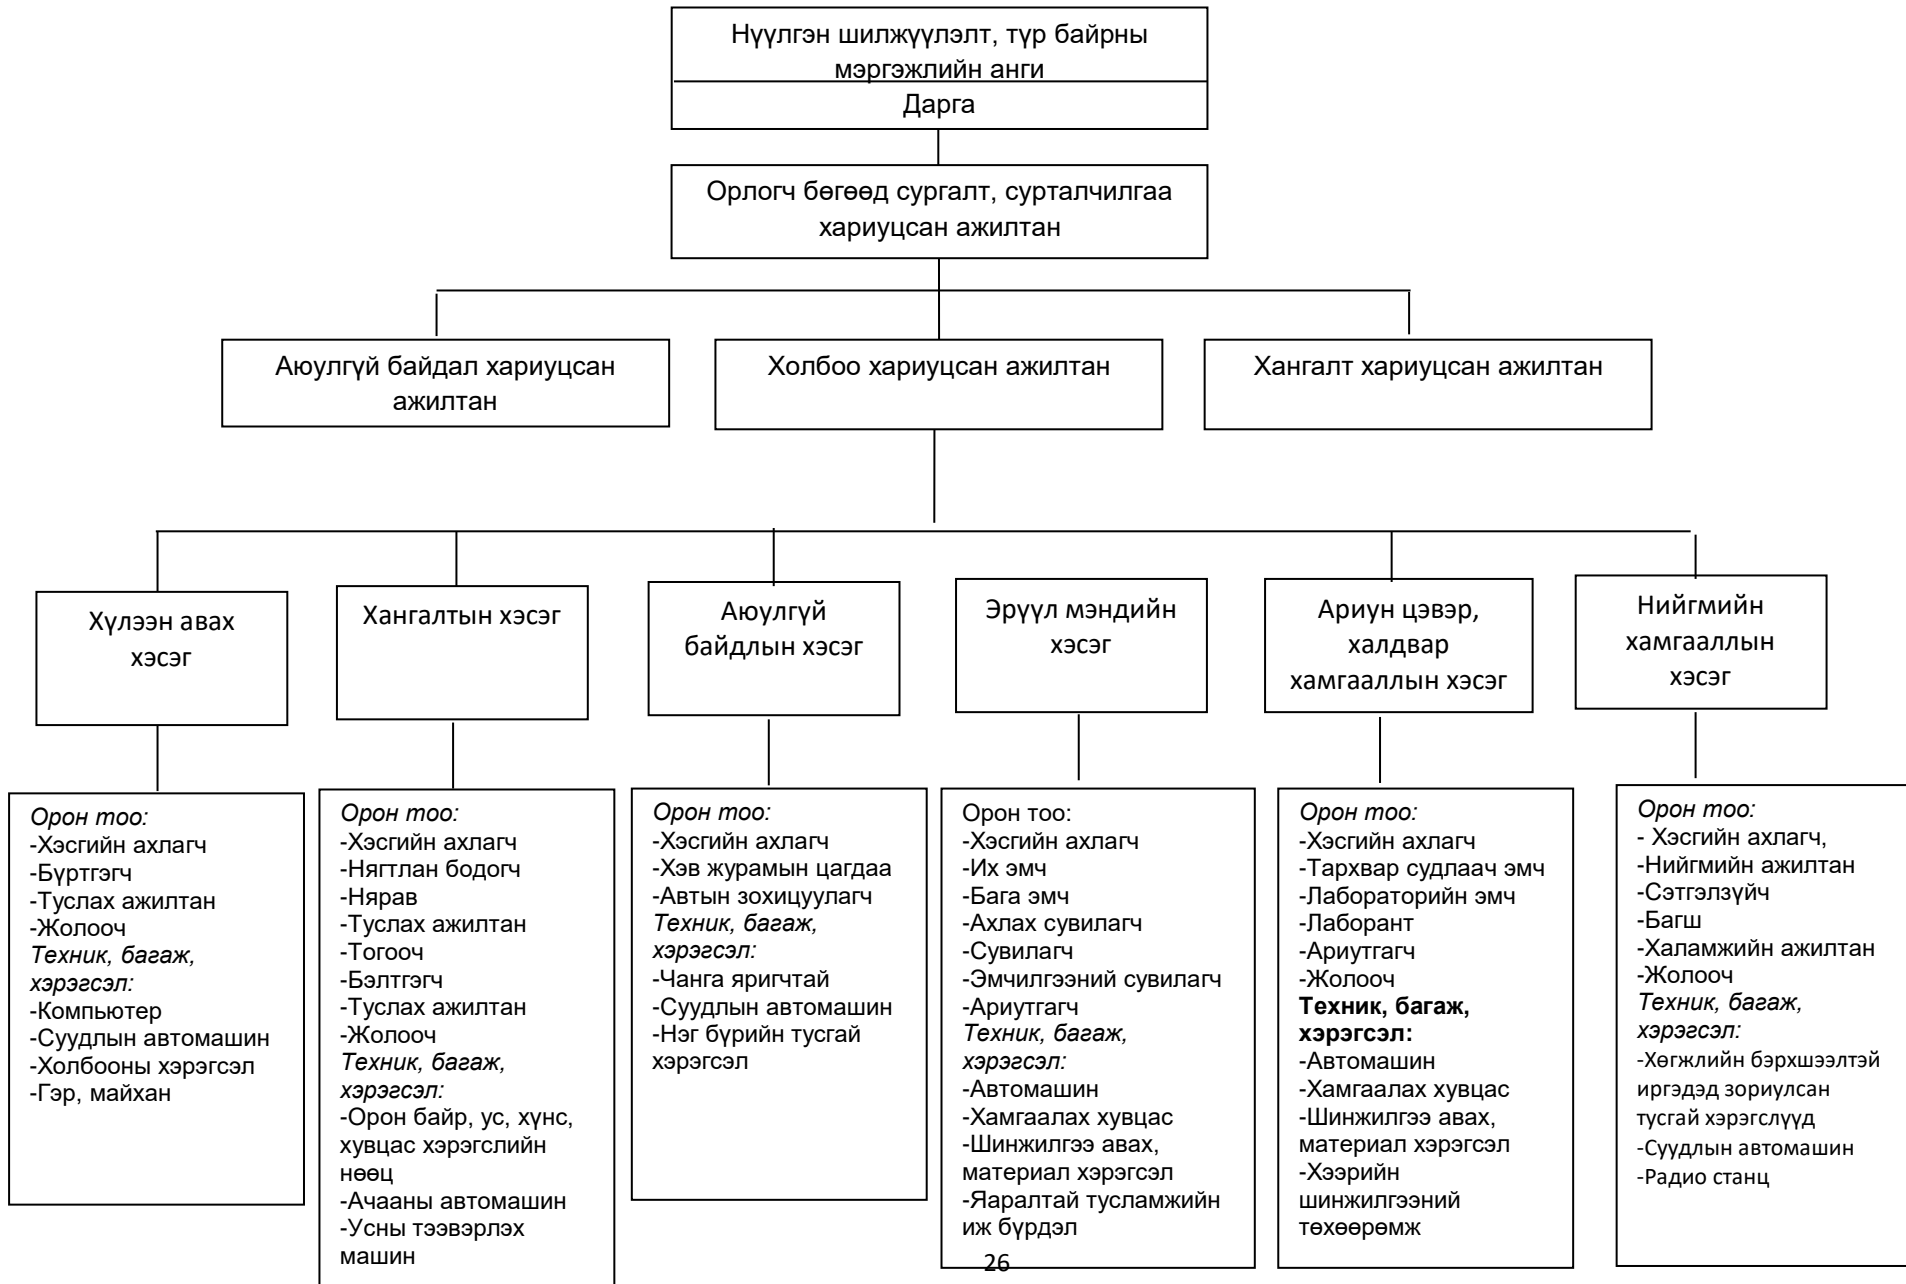 Нүүлгэн шилжүүлэлт, түр байрны
мэргэжлийн анги
Дарга
Орлогч бөгөөд сургалт, сурталчилгаа
хариуцсан ажилтан
Аюулгүй байдал хариуцсан
ажилтан
Холбоо хариуцсан ажилтан
Хангалт хариуцсан ажилтан
Хүлээн авах
хэсэг
Хангалтын хэсэг
Аюулгүй
байдлын хэсэг
Эрүүл мэндийн
хэсэг
Ариун цэвэр,
халдвар
хамгааллын хэсэг
Нийгмийн
хамгааллын
хэсэг
Орон тоо:
-Хэсгийн ахлагч
-Бүртгэгч
-Туслах ажилтан
-Жолооч
Техник, багаж,
хэрэгсэл:
-Компьютер
-Суудлын автомашин
-Холбооны хэрэгсэл
-Гэр, майхан
Орон тоо:
-Хэсгийн ахлагч
-Нягтлан бодогч
-Нярав
-Туслах ажилтан
-Тогооч
-Бэлтгэгч
-Туслах ажилтан
-Жолооч
Техник, багаж,
хэрэгсэл:
-Орон байр, ус, хүнс,
хувцас хэрэгслийн
нөөц
-Ачааны автомашин
-Усны тээвэрлэх
машин
Орон тоо:
-Хэсгийн ахлагч
-Хэв журамын цагдаа
-Автын зохицуулагч
Техник, багаж,
хэрэгсэл:
-Чанга яригчтай
-Суудлын автомашин
-Нэг бүрийн тусгай
хэрэгсэл
Орон тоо:
-Хэсгийн ахлагч
-Их эмч
-Бага эмч
-Ахлах сувилагч
-Сувилагч
-Эмчилгээний сувилагч
-Ариутгагч
Техник, багаж,
хэрэгсэл:
-Автомашин
-Хамгаалах хувцас
-Шинжилгээ авах,
материал хэрэгсэл
-Яаралтай тусламжийн
иж бүрдэл
Орон тоо:
-Хэсгийн ахлагч
-Тархвар судлаач эмч
-Лабораторийн эмч
-Лаборант
-Ариутгагч
-Жолооч
Техник, багаж,
хэрэгсэл:
-Автомашин
-Хамгаалах хувцас
-Шинжилгээ авах,
материал хэрэгсэл
-Хээрийн
шинжилгээний
төхөөрөмж
Орон тоо:
- Хэсгийн ахлагч,
-Нийгмийн ажилтан
-Сэтгэлзүйч
-Багш
-Халамжийн ажилтан
-Жолооч
Техник, багаж,
хэрэгсэл:
-Хөгжлийн бэрхшээлтэй
иргэдэд зориулсан
тусгай хэрэгслүүд
-Суудлын автомашин
-Радио станц
26